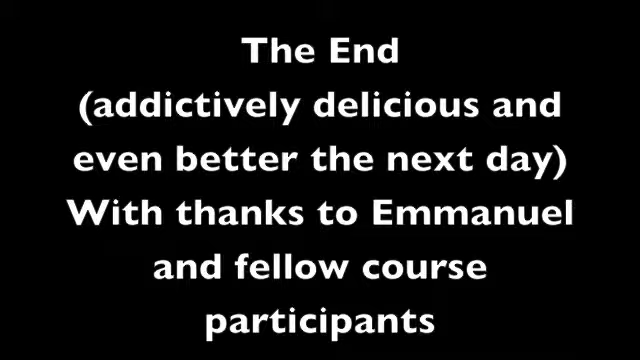 The End
(addictively delicious and
even better the next day)
With thanks to Emmanuel
and fellow course
participants